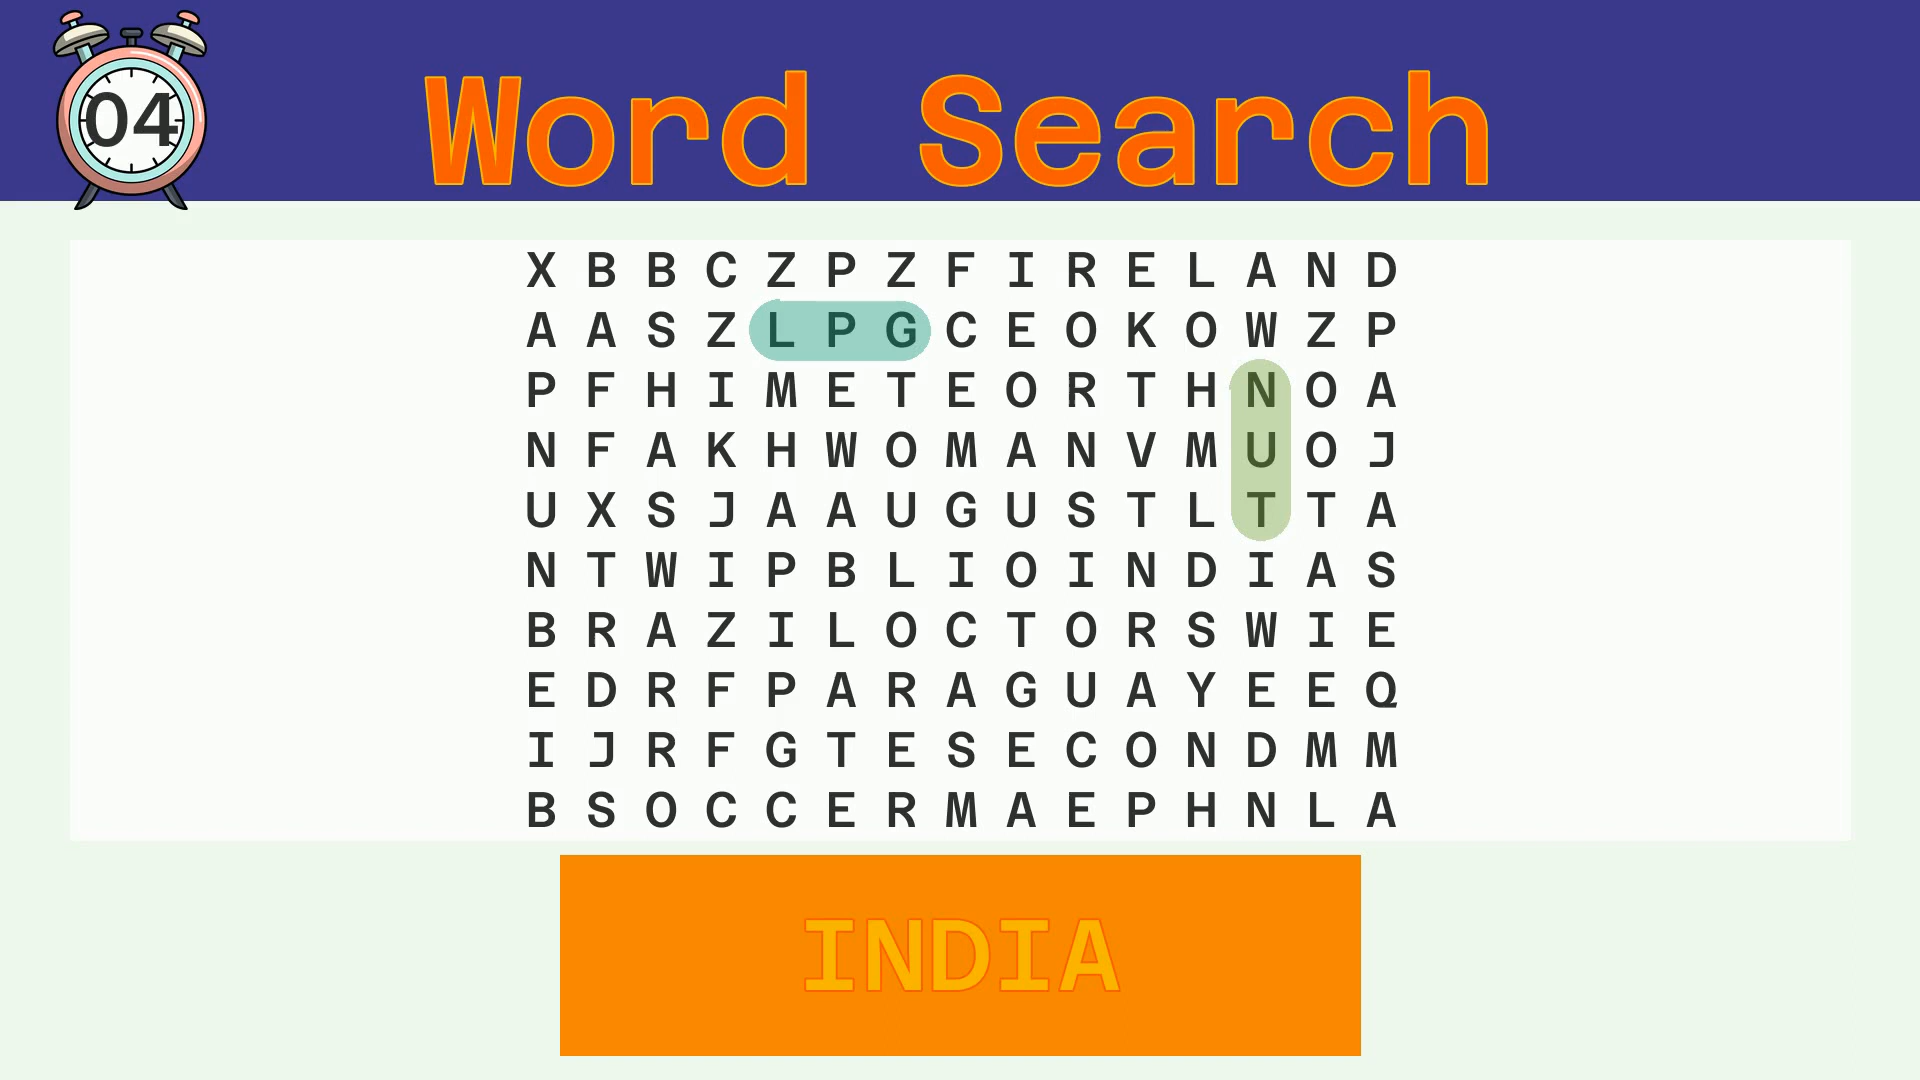 04
Word Search
X B B C Z P Z F I R E L A N D
A A S Z L P G C E O K O W Z P
P F H I M E T E O R T H N O A
N F A K H W O M A N V M U O J
U X S J A A U G U S T L T T A
N T W I P B L I O I N D I A S
B R A Z I L O C T O R S W I E
E D R F P A R A G U A Y E E Q
I J R F G T E S E C O N D M M
B S O C C E R M A E P H N L A
INDIA